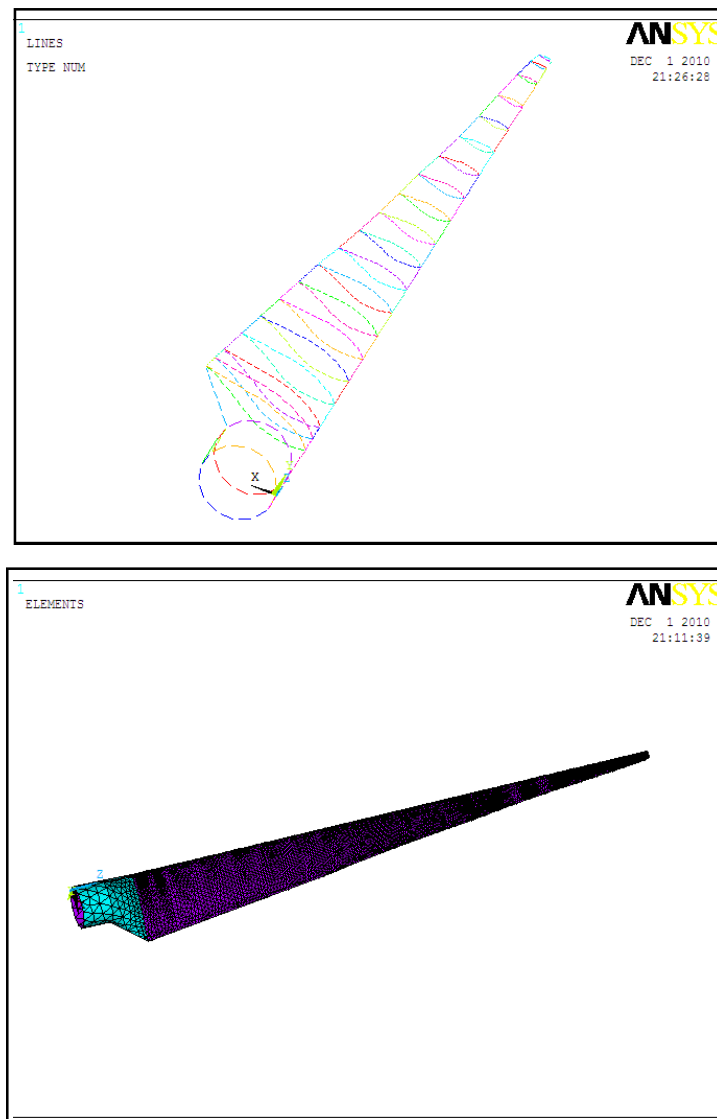 1
LINES
TYPE NUM
ANSYS
DEC 1 2010
21:26:28
X
Z
1
ELEMENTS
ANSYS
DEC 1 2010
21:11:39
Z